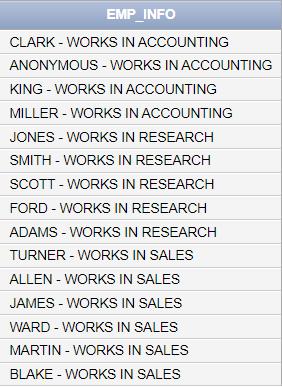 EMP_INFO
CLARK - WORKS IN ACCOUNTING
ANONYMOUS - WORKS IN ACCOUNTING
KING - WORKS IN ACCOUNTING
MILLER - WORKS IN ACCOUNTING
JONES - WORKS IN RESEARCH
SMITH - WORKS IN RESEARCH
SCOTT - WORKS IN RESEARCH
FORD - WORKS IN RESEARCH
ADAMS - WORKS IN RESEARCH
TURNER - WORKS IN SALES
ALLEN - WORKS IN SALES
JAMES - WORKS IN SALES
WARD - WORKS IN SALES
MARTIN - WORKS IN SALES
BLAKE - WORKS IN SALES